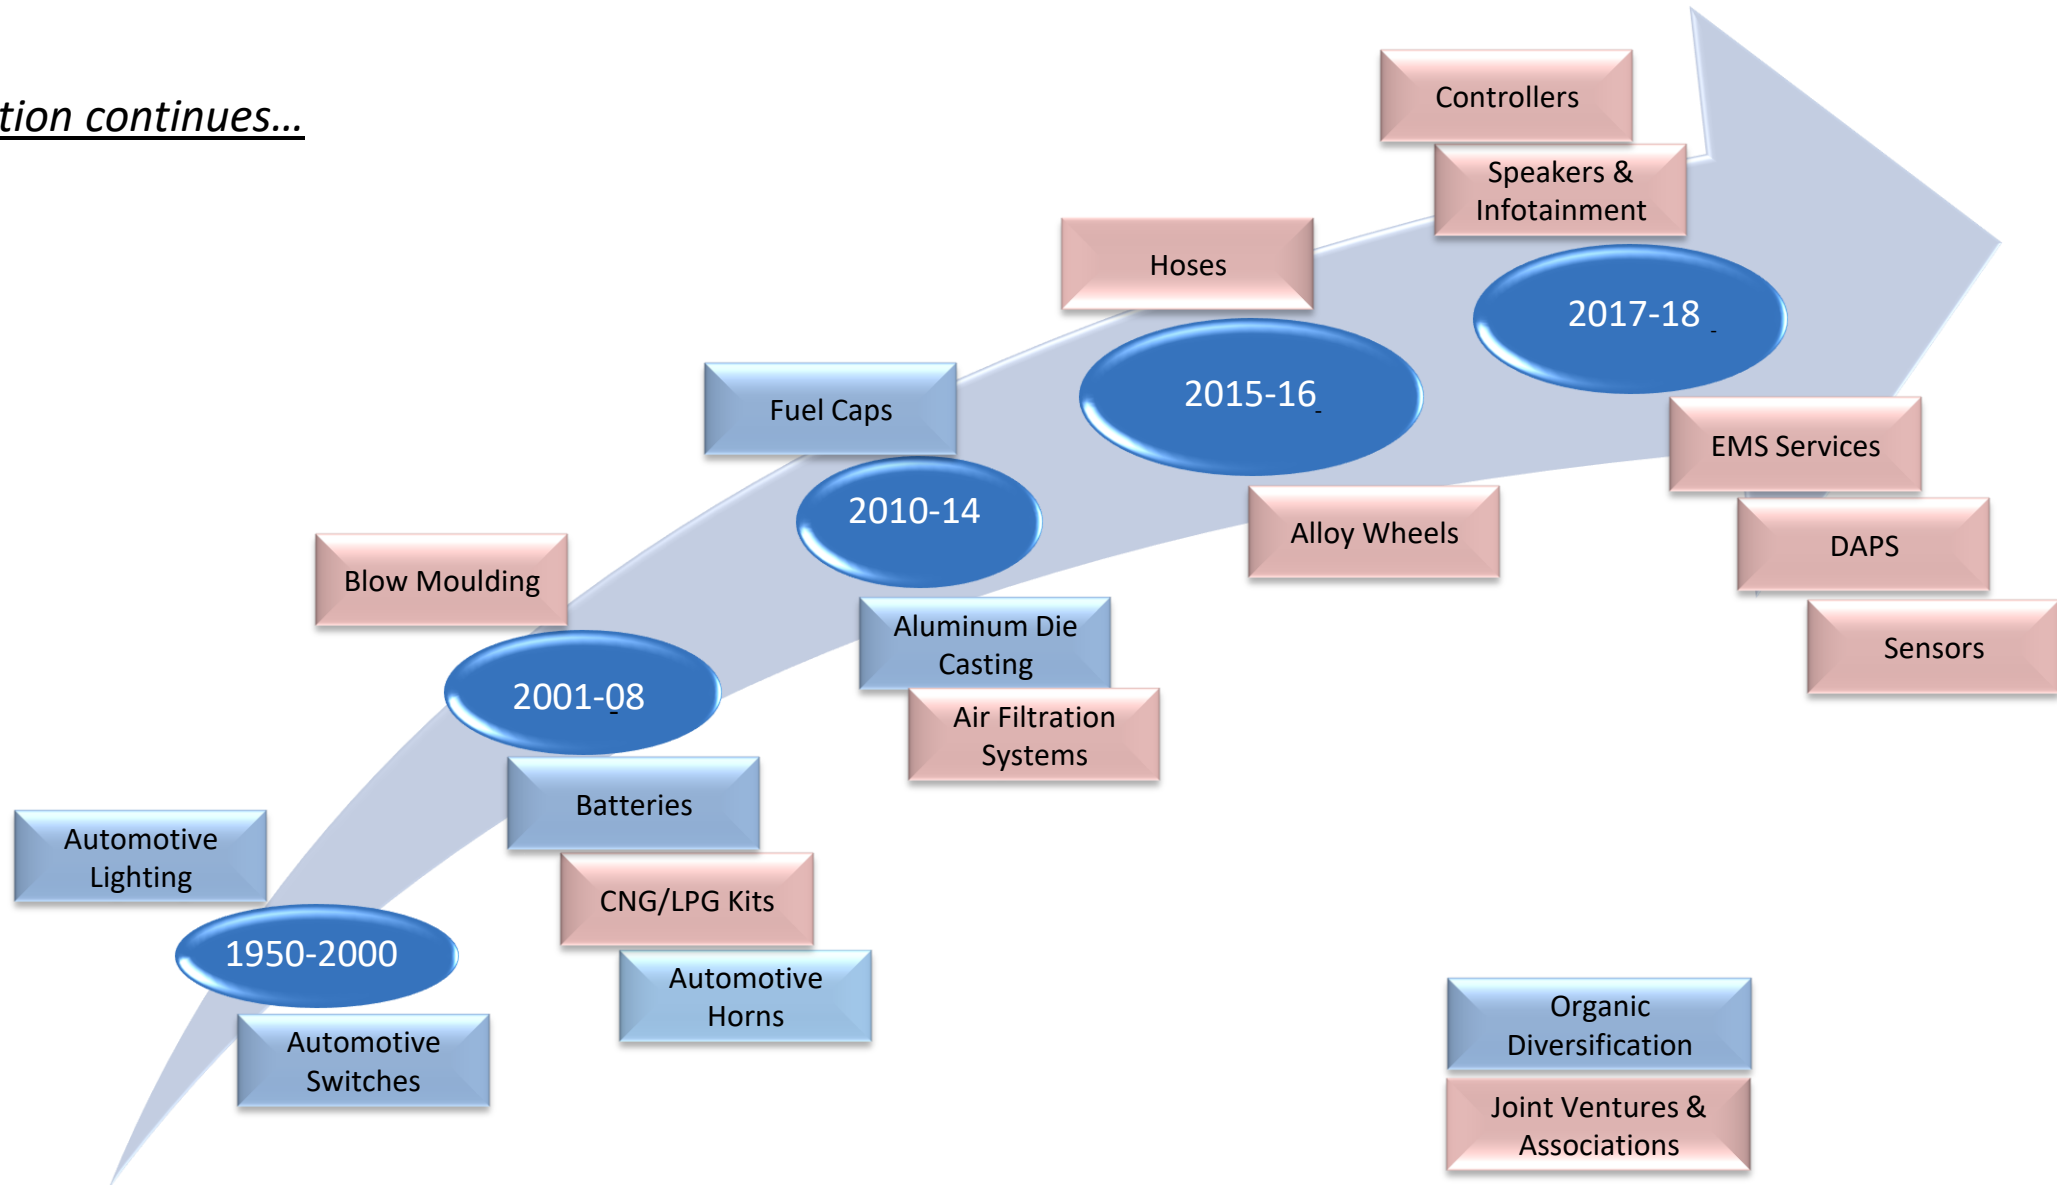 tion continues...
Controllers
Speakers &
Infotainment
Hoses
2017-18
2015-16
Fuel Caps
EMS Services
2010-14
Alloy Wheels
DAPS
Blow Moulding
Aluminum Die
Casting
Sensors
2001-08
Air Filtration
Systems
Batteries
Automotive
Lighting
CNG/LPG Kits
1950-2000
Automotive
Horns
Automotive
Switches
Organic
Diversification
Joint Ventures &
Associations